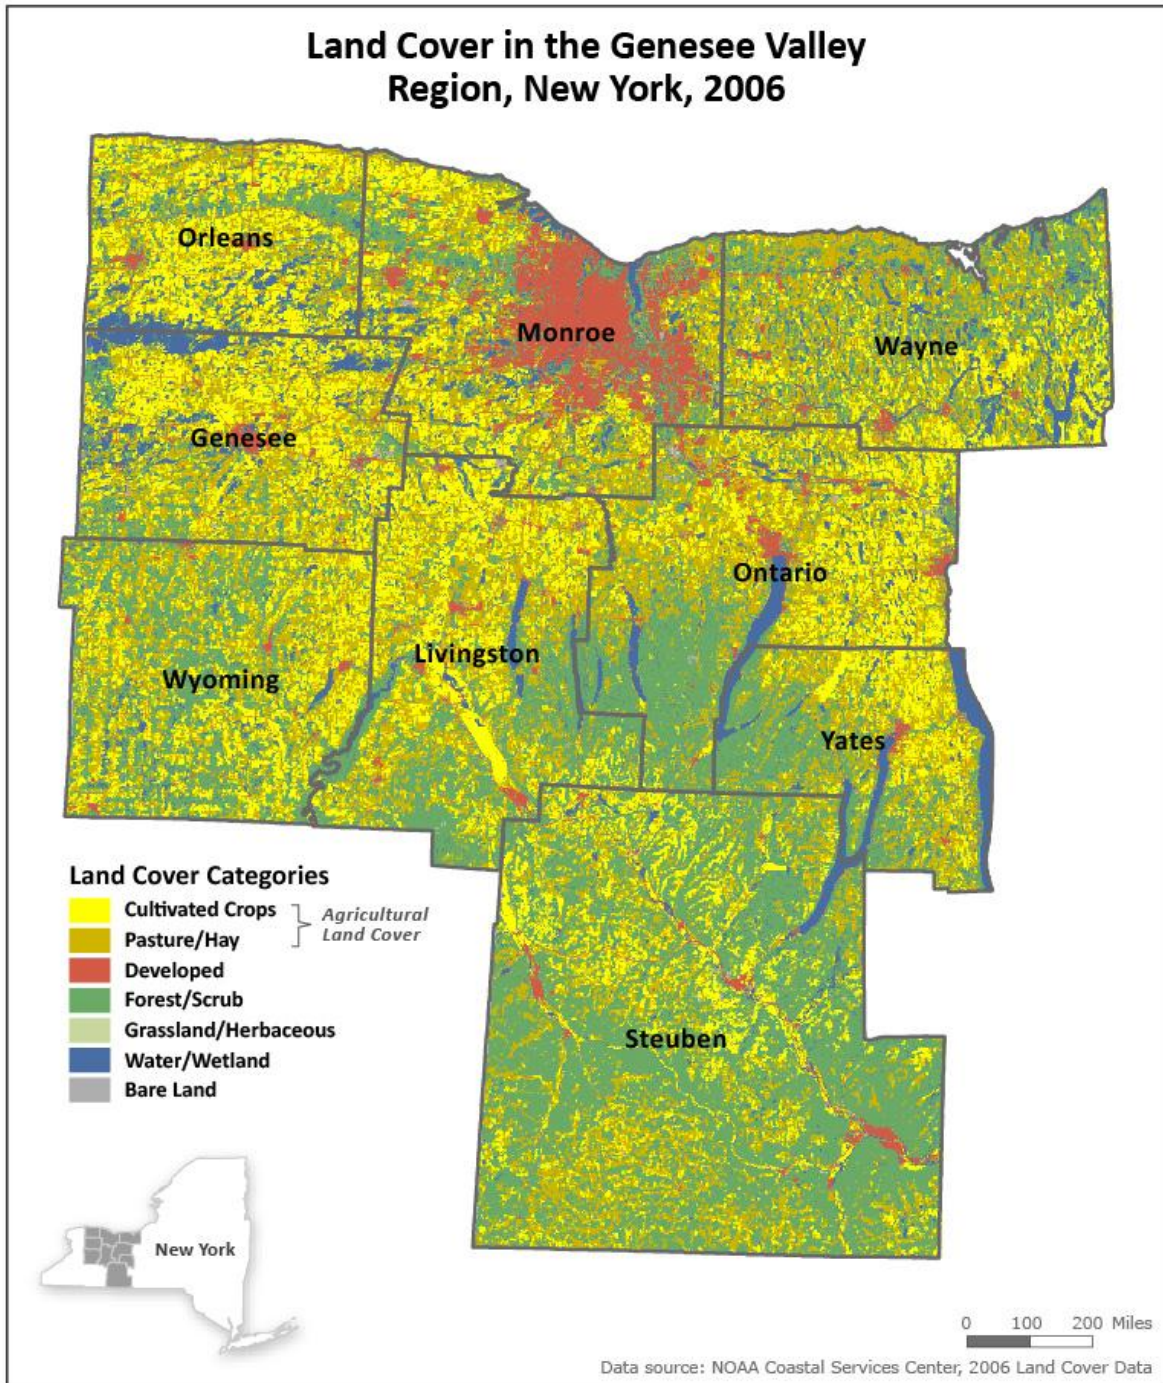 Land Cover in the Genesee Valley
Region, New York, 2006
Orleans
Monroe
Wayne
Genesee
Ontario
Livingston
Wyoming
Yates
Steuben
Land Cover Categories
Cultivated Crops
Pasture/Hay
Agricultural
Land Cover
Developed
Forest/Scrub
Grassland/Herbaceous
Water/Wetland
Bare Land
New York
0 100 200 Miles
Data source: NOAA Coastal Services Center, 2006 Land Cover Data